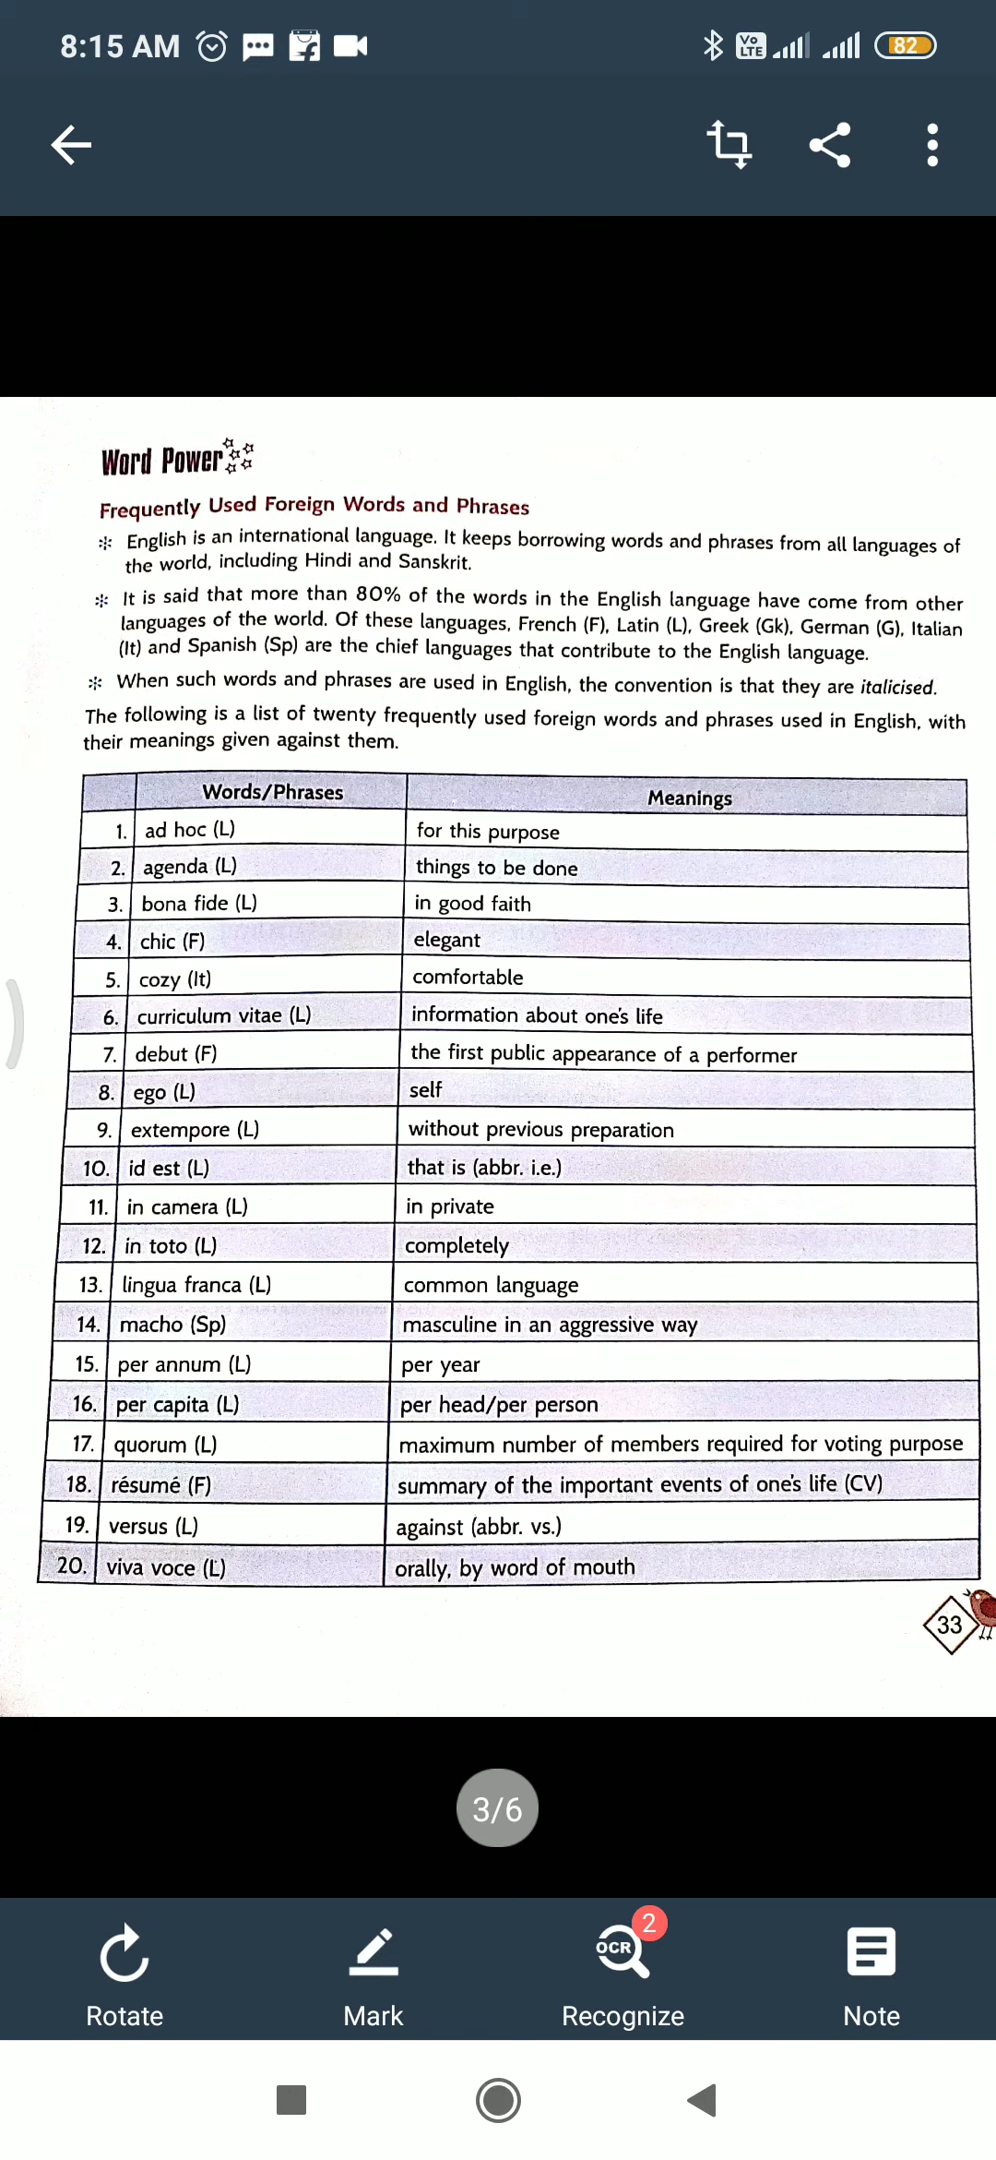 8:15 AM
Vo
LTE
82
Word Power
Frequently Used Foreign Words and Phrases
English is an international language. It keeps borrowing words and phrases from all languages of
the world, including Hindi and Sanskrit.
It is said that more than 80% of the words in the English language have come from other
languages of the world. Of these languages, French (F), Latin (L), Greek (Gk), German (G), Italian
(It) and Spanish (Sp) are the chief languages that contribute to the English language.
When such words and phrases are used in English, the convention is that they are italicised.
The following is a list of twenty frequently used foreign words and phrases used in English, with
their meanings given against them.
Words/Phrases Meanings
1. ad hoc (L) for this purpose
2. agenda (L) things to be done
3. bona fide (L) in good faith
4. chic (F) elegant
5. cozy (It) comfortable
6. curriculum vitae (L) information about one's life
7. debut (F) the first public appearance of a performer
8. ego (L) self
9. extempore (L) without previous preparation
10. id est (L) that is (abbr. i.e.)
11. in camera (L) in private
12. in toto (L) completely
13. lingua franca (L) common language
14. macho (Sp) masculine in an aggressive way
15. per annum (L) per year
16. per capita (L) per head/per person
17. quorum (L) maximum number of members required for voting purpose
18. résumé (F) summary of the important events of one's life (CV)
19. versus (L) against (abbr. vs.)
20. viva voce (L) orally, by word of mouth
33
3/6
2
OCR
Rotate Mark Recognize Note